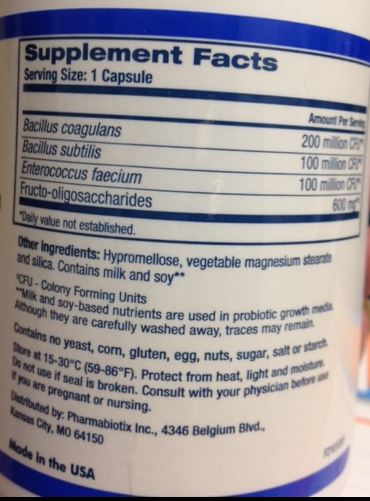 Supplement Facts
Serving Size: 1 Capsule
Amount Per Serving
Bacillus coagulans 200 million CFU*
Bacillus subtilis 100 million CFU*
Enterococcus faecium 100 million CFU*
Fructo-oligosaccharides 600 mg*
*Daily value not established.
Other Ingredients: Hypromellose, vegetable magnesium stearate
and silica. Contains milk and soy**
CFU - Colony Forming Units
**Milk and soy-based nutrients are used in probiotic growth media.
Although they are carefully washed away, traces may remain.
Contains no yeast, corn, gluten, egg, nuts, sugar, salt or starch.
Store at 15-30°C (59-86°F). Protect from heat, light and moisture.
Do not use if seal is broken. Consult with your physician before use
if you are pregnant or nursing.
Distributed by: Pharmabiotix Inc., 4346 Belgium Blvd.,
Kansas City, MO 64150
Made in the USA